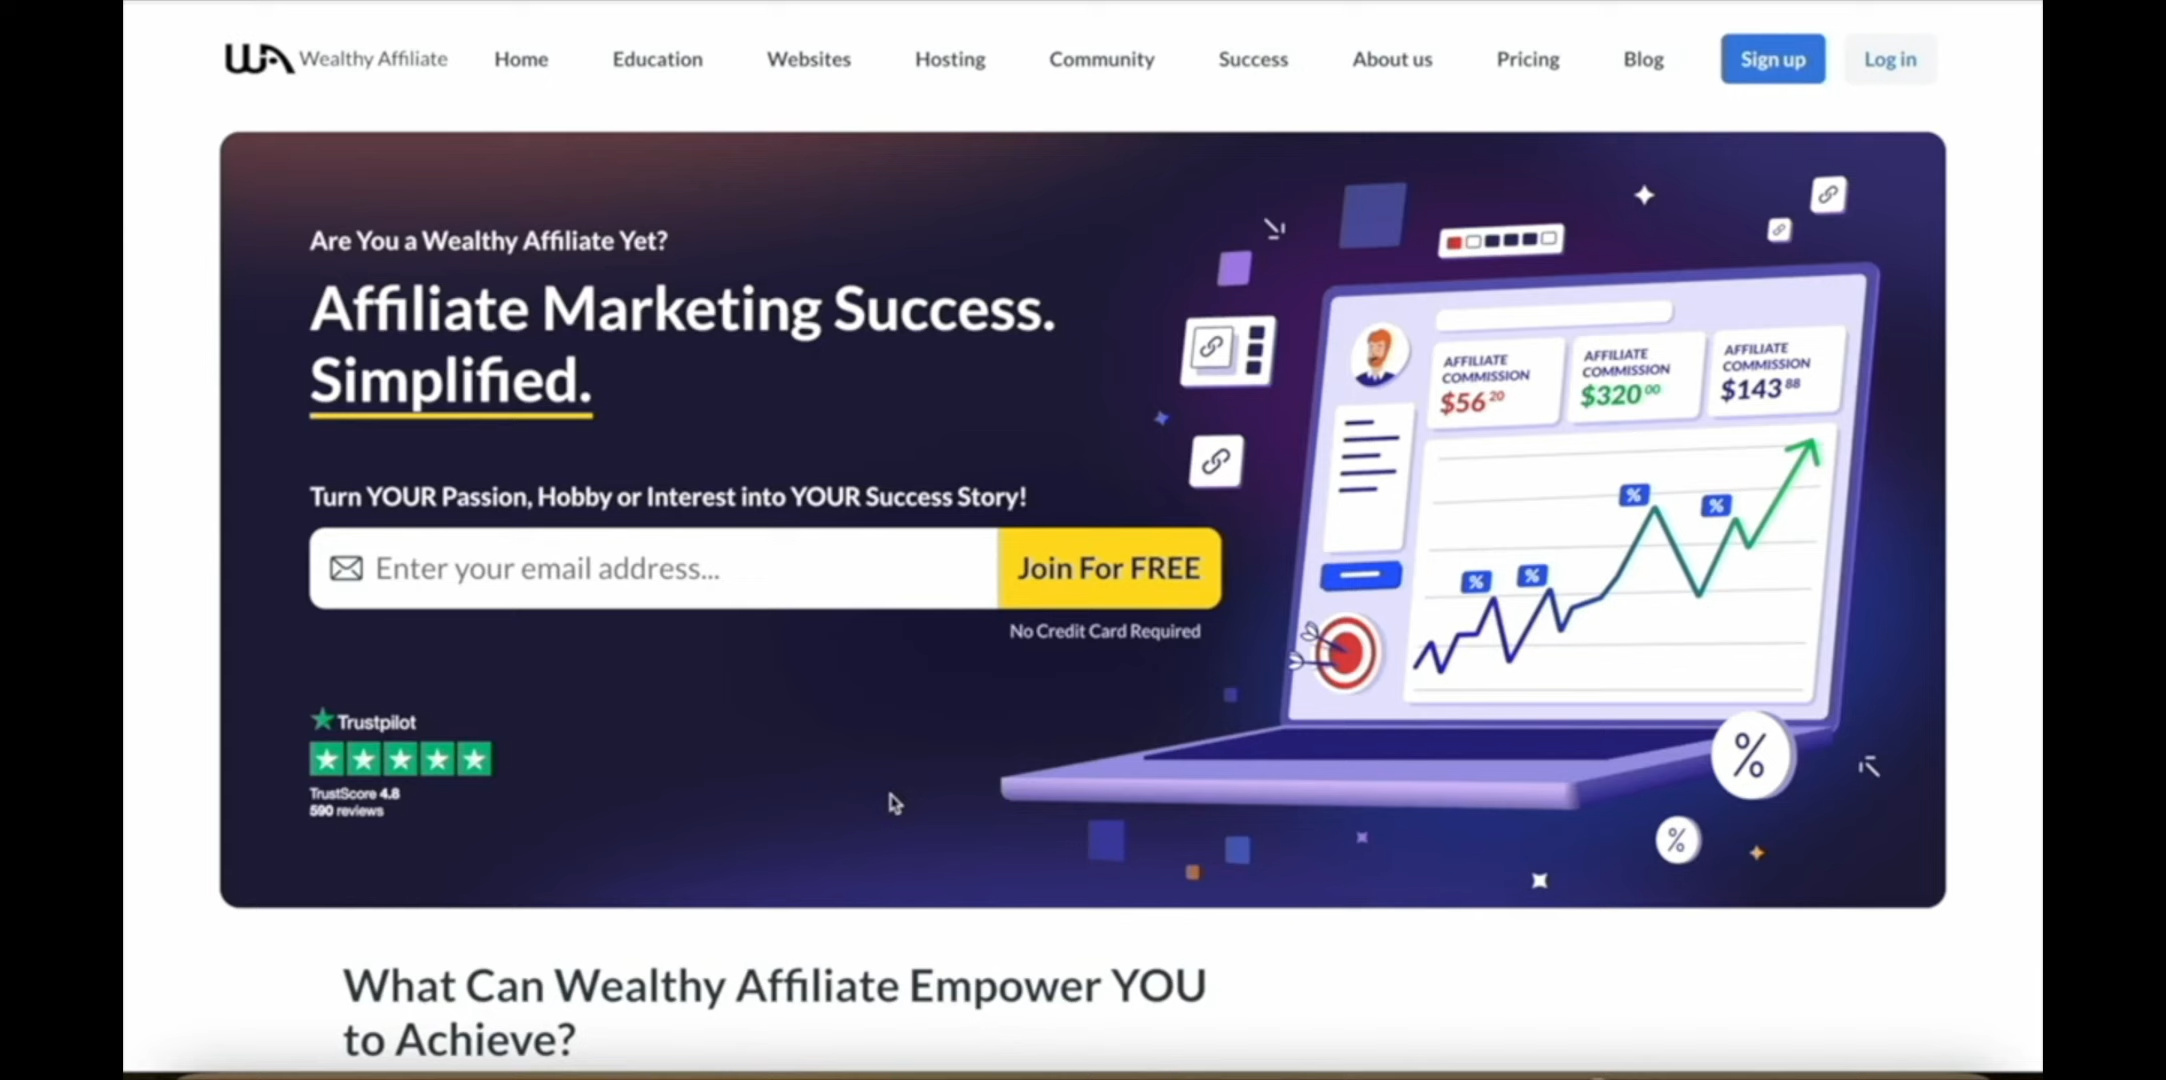 WA Wealthy Affiliate Home Education Websites Hosting Community Success About us Pricing Blog Sign up Log in
Are You a Wealthy Affiliate Yet?
Affiliate Marketing Success.
Simplified.
Turn YOUR Passion, Hobby or Interest into YOUR Success Story!
Enter your email address...
Join For FREE
No Credit Card Required
Trustpilot
TrustScore 4.8
590 reviews
AFFILIATE
COMMISSION
$56 20
AFFILIATE
COMMISSION
$320 00
AFFILIATE
COMMISSION
$143 88
%
%
%
%
%
%
What Can Wealthy Affiliate Empower YOU
to Achieve?